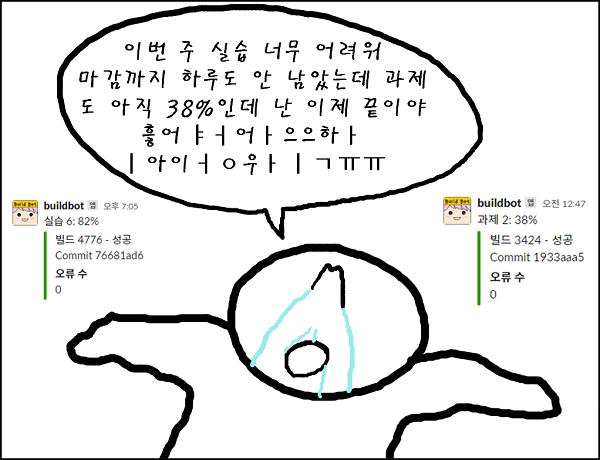 이번 주 실습 너무 어려워
마감까지 하루도 안 남았는데 과제
도 아직 38%인데 난 이제 끝이야
흫어ㅑㅓ어ㅏ으으하ㅏ
ㅣ아이ㅓㅇ우ㅏㅣㄱㅠㅠ
Build Bot
buildbot 앱 오후 7:05
실습 6: 82%
빌드 4776 - 성공
Commit 76681ad6
오류 수
0
Build Bot
buildbot 앱 오전 12:47
과제 2: 38%
빌드 3424 - 성공
Commit 1933aaa5
오류 수
0